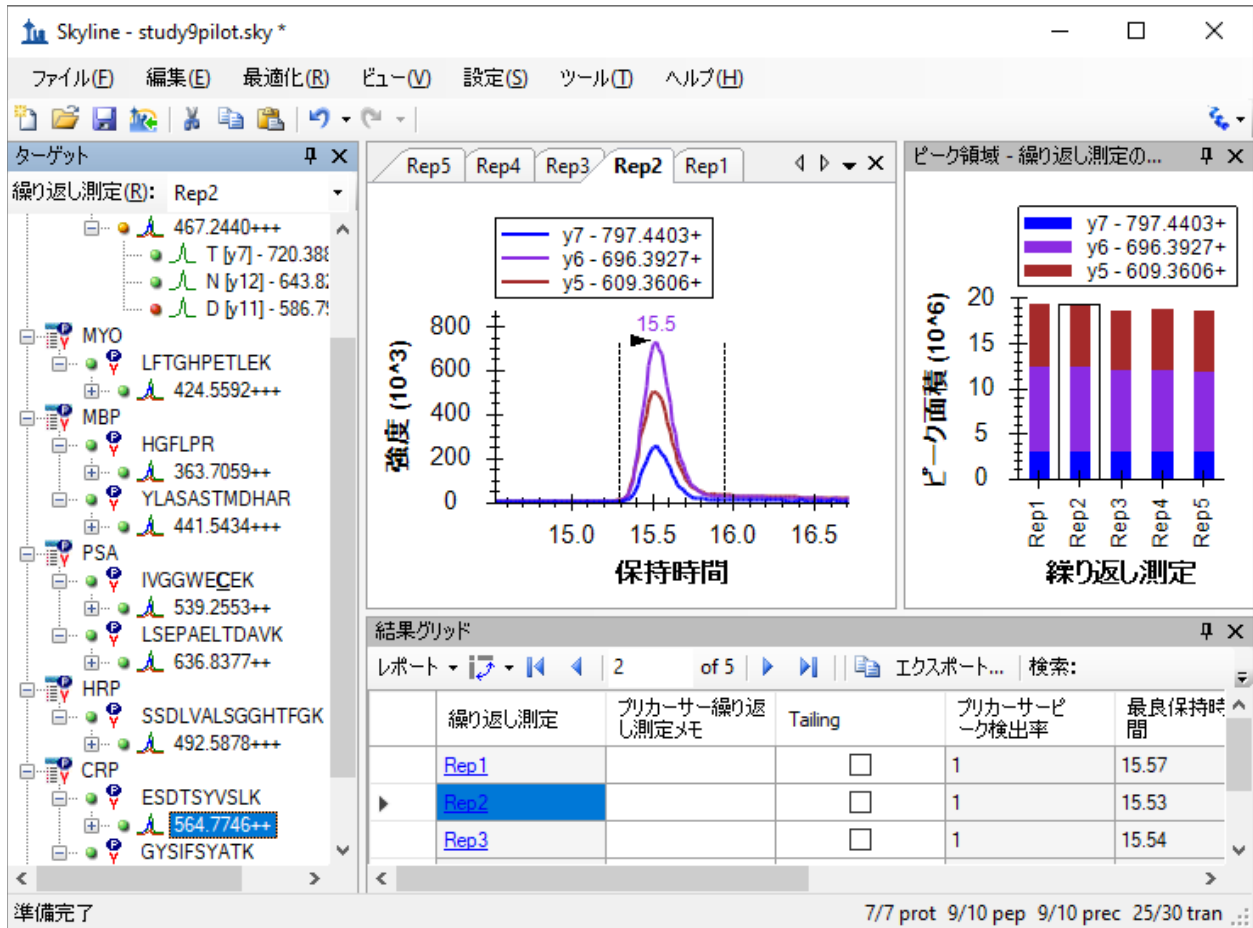 Skyline - study9pilot.sky *
ファイル(F) 編集(E) 最適化(R) ビュー(V) 設定(S) ツール(T) ヘルプ(H)
ターゲット
繰り返し測定(R): Rep2
467.2440+++
T [y7] - 720.388
N [y12] - 643.8
D [y11] - 586.7
MYO
LFTGHPETLEK
424.5592+++
MBP
HGFLPR
363.7059++
YLASASTMDHAR
441.5434+++
PSA
IVGGWECEK
539.2553++
LSEPAELTDAVK
636.8377++
HRP
SSDLVALSGGHTFGK
492.5878+++
CRP
ESDTSYVSLK
564.7746++
GYSIFSYATK
Rep5 Rep4 Rep3 Rep2 Rep1
y7 - 797.4403+
y6 - 696.3927+
y5 - 609.3606+
15.5
強度 (10^3)
800
600
400
200
0
15.0 15.5 16.0 16.5
保持時間
ピーク領域 - 繰り返し測定の...
y7 - 797.4403+
y6 - 696.3927+
y5 - 609.3606+
ピーク面積 (10^6)
20
15
10
5
0
Rep1 Rep2 Rep3 Rep4 Rep5
繰り返し測定
結果グリッド
レポート 2 of 5 エクスポート... 検索:
繰り返し測定 プリカーサー繰り返し測定メモ Tailing プリカーサーピーク検出率 最良保持時間
Rep1 1 15.57
Rep2 1 15.53
Rep3 1 15.54
準備完了
7/7 prot 9/10 pep 9/10 prec 25/30 tran